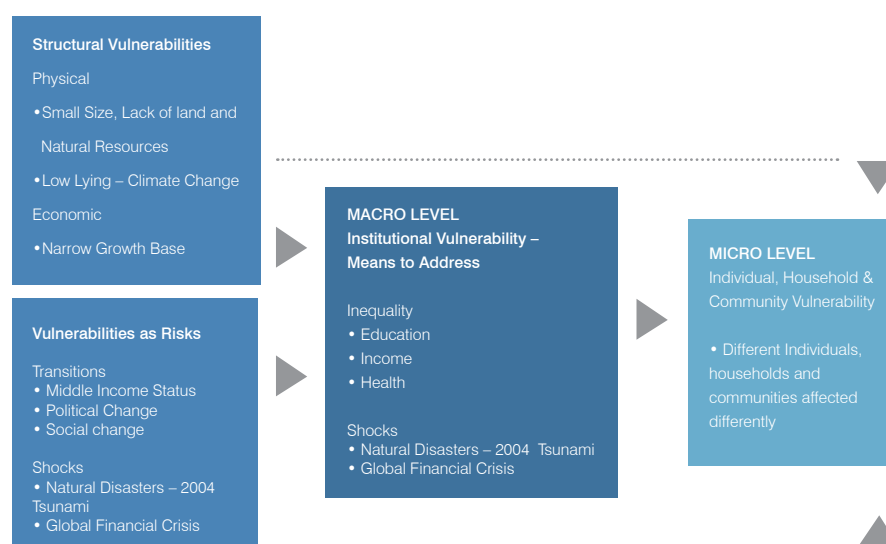 Structural Vulnerabilities
Physical
•Small Size, Lack of land and
Natural Resources
•Low Lying – Climate Change
Economic
•Narrow Growth Base
Vulnerabilities as Risks
Transitions
• Middle Income Status
• Political Change
• Social change
Shocks
• Natural Disasters – 2004
Tsunami
• Global Financial Crisis
MACRO LEVEL
Institutional Vulnerability –
Means to Address
Inequality
• Education
• Income
• Health
Shocks
• Natural Disasters – 2004 Tsunami
• Global Financial Crisis
MICRO LEVEL
Individual, Household &
Community Vulnerability
• Different Individuals,
households and
communities affected
differently